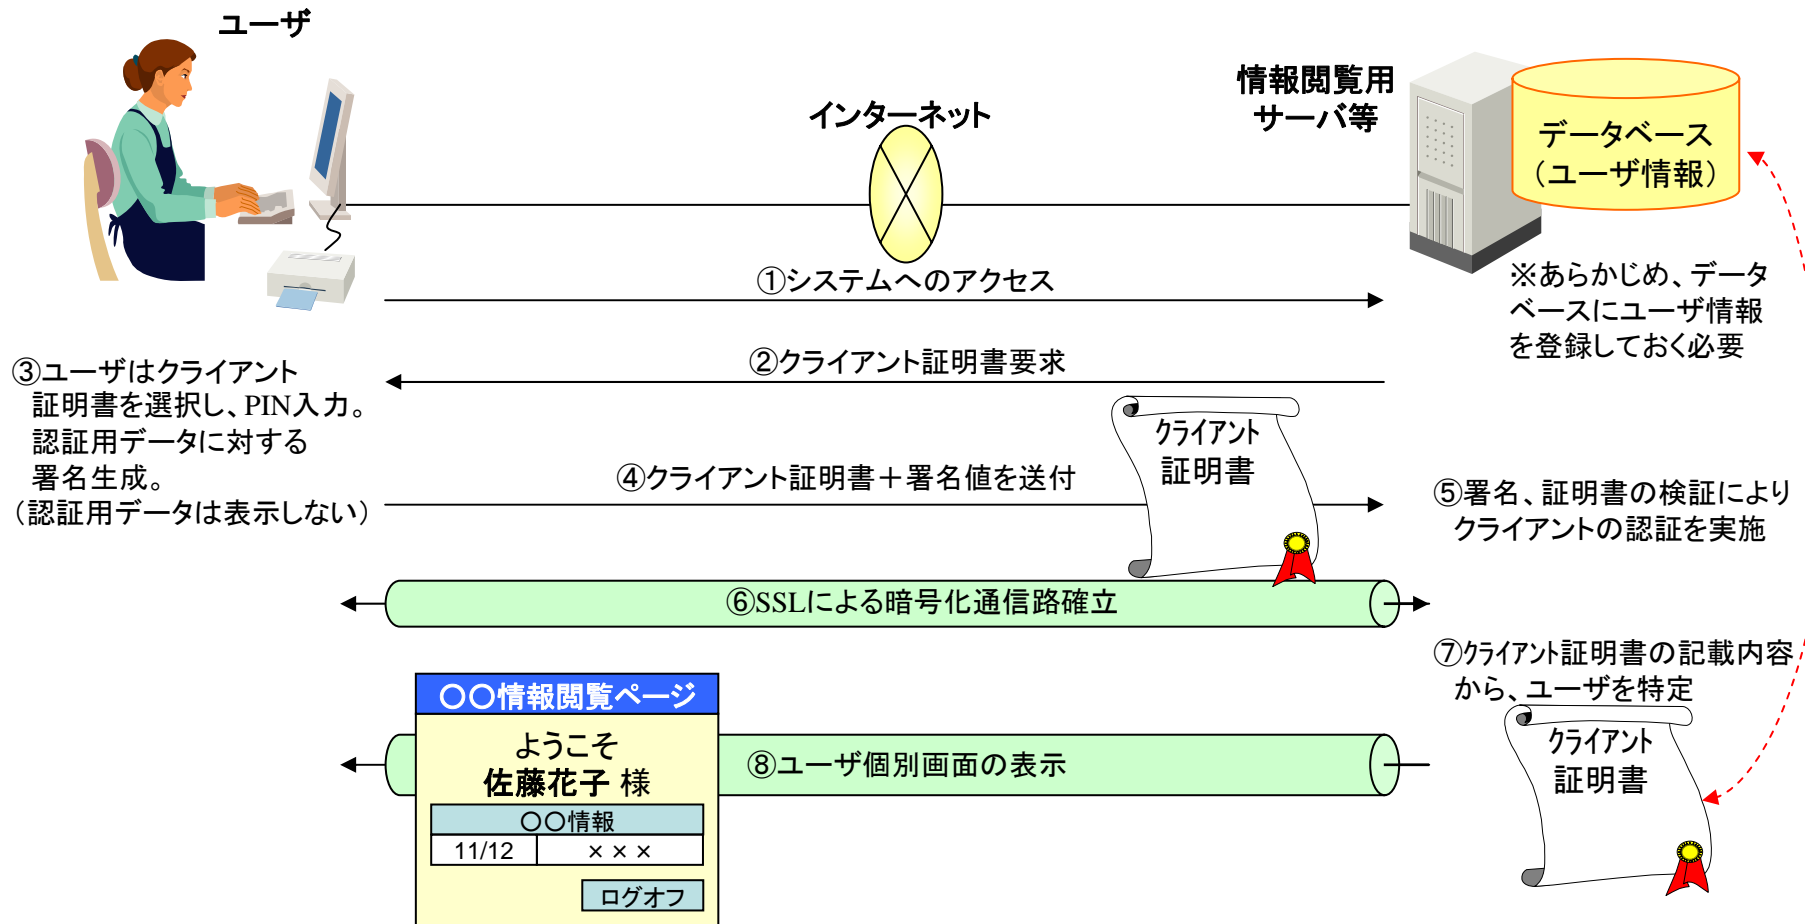 ユーザ
インターネット
情報閲覧用
サーバ等
データベース
（ユーザ情報）
①システムへのアクセス
※あらかじめ、データ
ベースにユーザ情報
を登録しておく必要
②クライアント証明書要求
③ユーザはクライアント
証明書を選択し、PIN入力。
認証用データに対する
署名生成。
（認証用データは表示しない）
クライアント
証明書
④クライアント証明書＋署名値を送付
⑤署名、証明書の検証により
クライアントの認証を実施
⑥SSLによる暗号化通信路確立
⑦クライアント証明書の記載内容
から、ユーザを特定
クライアント
証明書
⑧ユーザ個別画面の表示
〇〇情報閲覧ページ
ようこそ
佐藤花子 様
〇〇情報
11/12 ×××
ログオフ